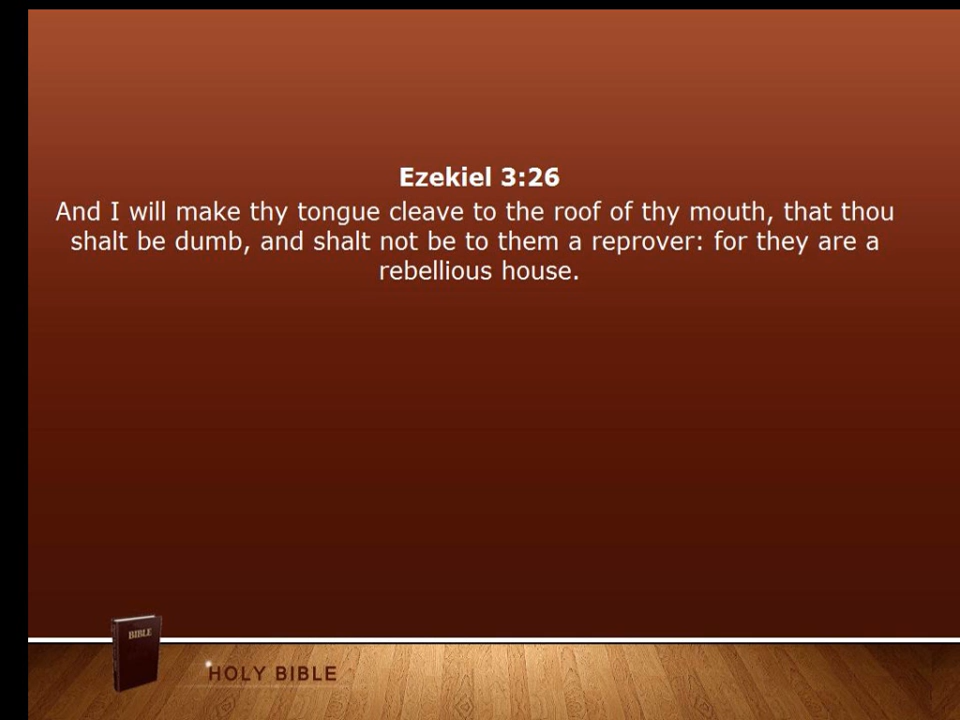 Ezekiel 3:26
And I will make thy tongue cleave to the roof of thy mouth, that thou
shalt be dumb, and shalt not be to them a reprover: for they are a
rebellious house.
BIBLE
HOLY BIBLE